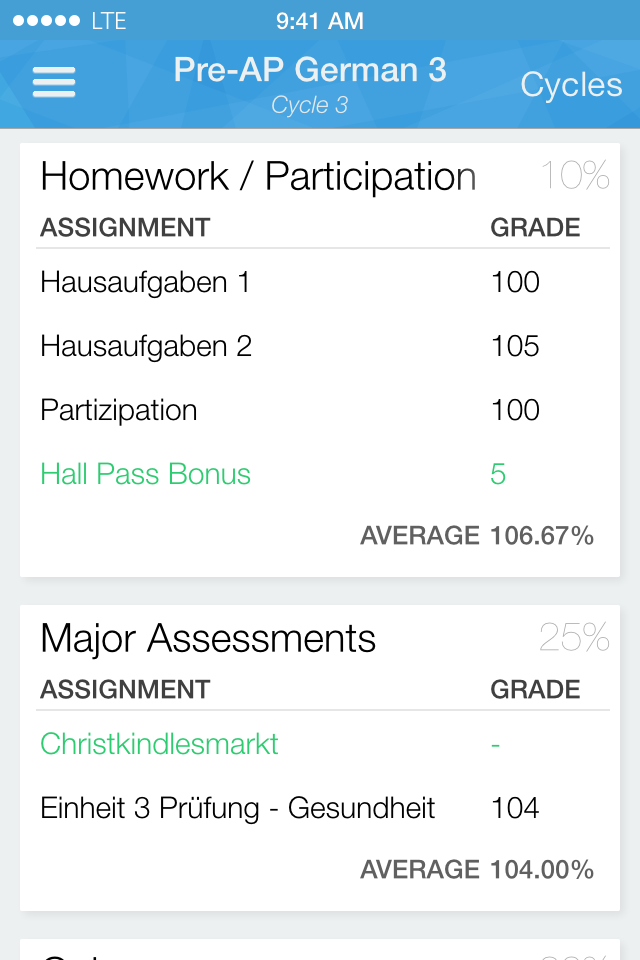 LTE 9:41 AM
Pre-AP German 3
Cycle 3
Cycles
Homework / Participation 10%
ASSIGNMENT GRADE
Hausaufgaben 1 100
Hausaufgaben 2 105
Partizipation 100
Hall Pass Bonus 5
AVERAGE 106.67%
Major Assessments 25%
ASSIGNMENT GRADE
Christkindlesmarkt -
Einheit 3 Prüfung - Gesundheit 104
AVERAGE 104.00%